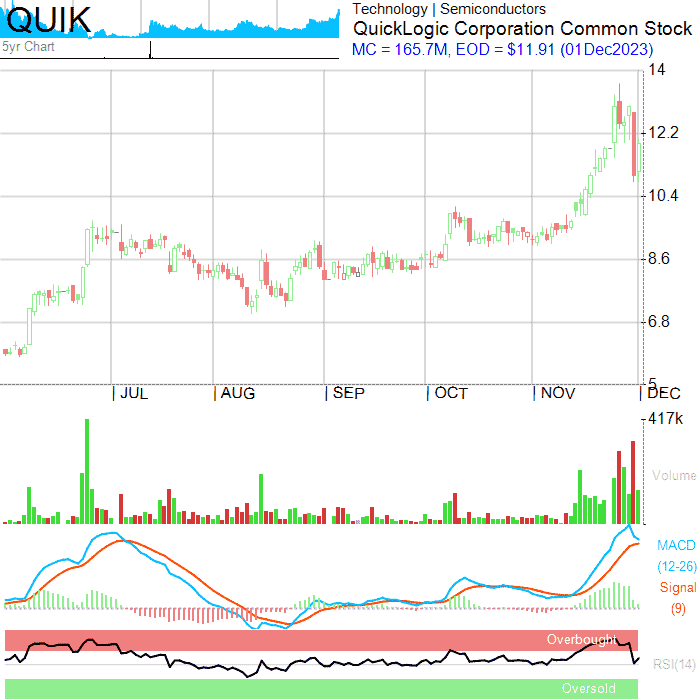 QUIK
5yr Chart
Technology | Semiconductors
QuickLogic Corporation Common Stock
MC = 165.7M, EOD = $11.91 (01Dec2023)
14
12.2
10.4
8.6
6.8
5
| JUL | AUG | SEP | OCT | NOV | DEC
417k
Volume
MACD
(12-26)
Signal
(9)
Overbought
RSI(14)
Oversold